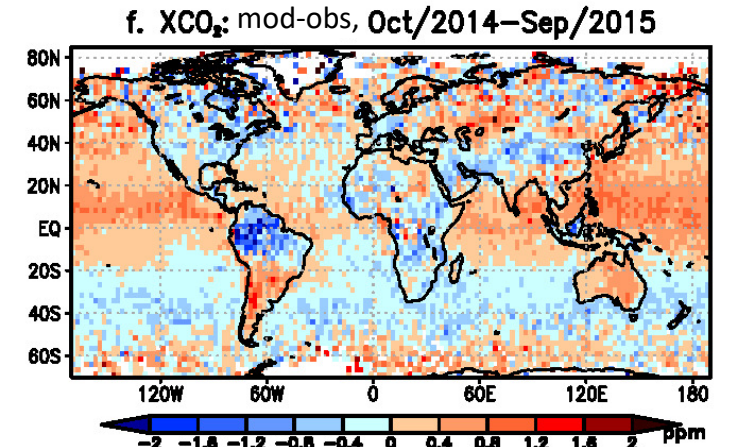 f. XCO₂: mod-obs, Oct/2014–Sep/2015
80N
60N
40N
20N
EQ
20S
40S
60S
120W 60W 0 60E 120E 180
-2 -1.6 -1.2 -0.8 -0.4 0 0.4 0.8 1.2 1.6 2 ppm